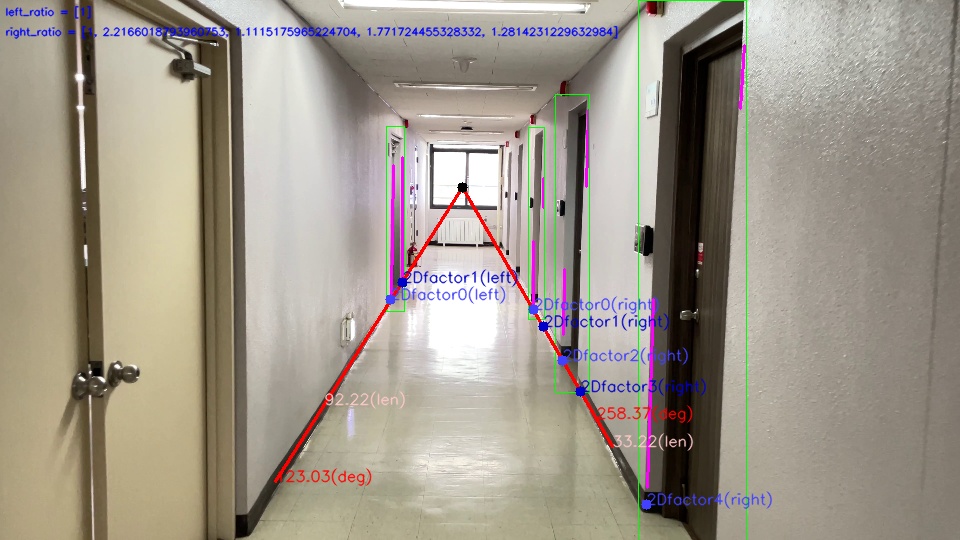 left_ratio = [1]
right_ratio = [1, 2.2166018793960753, 1.1115175965224704, 1.771724455328332, 1.2814231229632984]
2Dfactor1(left)
2Dfactor0(left)
2Dfactor0(right)
2Dfactor1(right)
2Dfactor2(right)
2Dfactor3(right)
92.22(len)
258.37(deg)
33.22(len)
23.03(deg)
2Dfactor4(right)